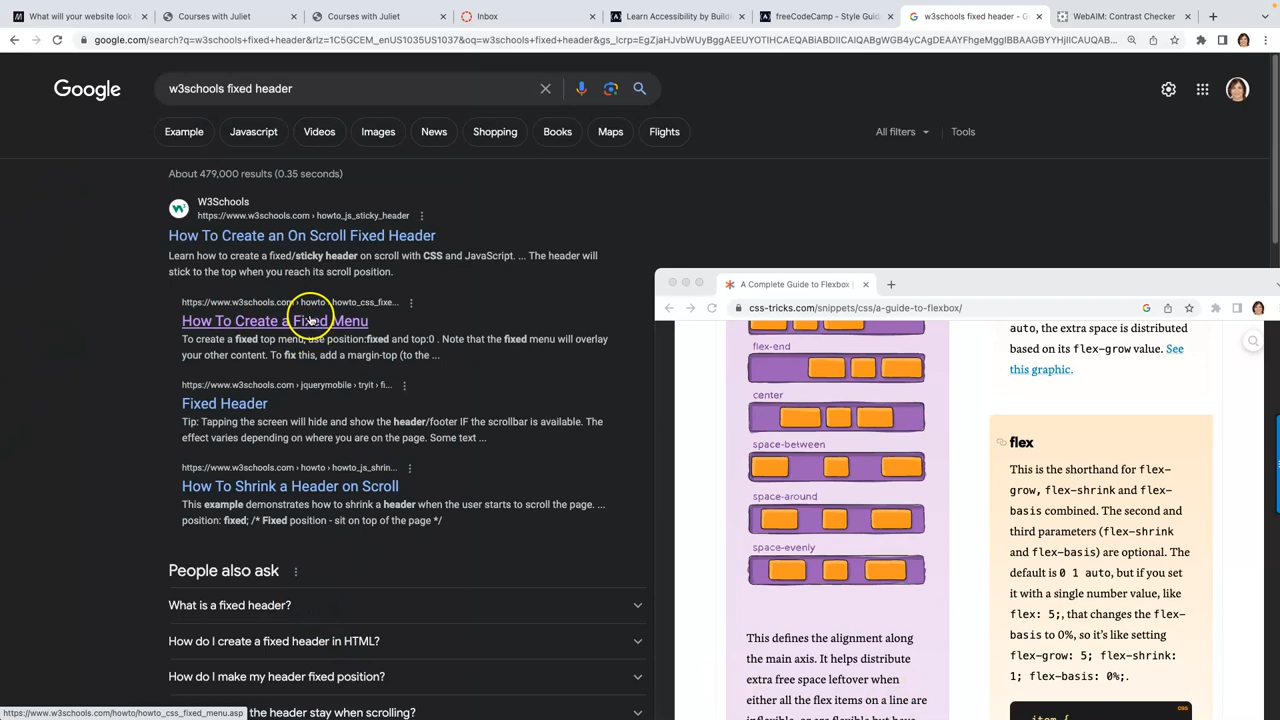 What will your website look
Courses with Juliet
Courses with Juliet
Inbox
Learn Accessibility by Build
freeCodeCamp - Style Guide
w3schools fixed header - G
WebAIM: Contrast Checker
google.com/search?q=w3schools+fixed+header&rlz=1C5GCEM_enUS1035US1037&oq=w3schools+fixed+header&gs_lcrp=
Google
w3schools fixed header
Example
Javascript
Videos
Images
News
Shopping
Books
Maps
Flights
All filters
Tools
About 479,000 results (0.35 seconds)
W3Schools
https://www.w3schools.com › howto_js_sticky_header
How To Create an On Scroll Fixed Header
Learn how to create a fixed/sticky header on scroll with CSS and JavaScript. ... The header will
stick to the top when you reach its scroll position.
https://www.w3schools.com › howto › howto_css_fixe...
How To Create a Fixed Menu
To create a fixed top menu, use position:fixed and top:0 . Note that the fixed menu will overlay
your other content. To fix this, add a margin-top (to the ...
https://www.w3schools.com › jquerymobile › tryit › fi...
Fixed Header
Tip: Tapping the screen will hide and show the header/footer IF the scrollbar is available. The
effect varies depending on where you are on the page. Some text ...
https://www.w3schools.com › howto › howto_js_shrin...
How To Shrink a Header on Scroll
This example demonstrates how to shrink a header when the user starts to scroll the page. ...
position: fixed; /* Fixed position - sit on top of the page */
People also ask
What is a fixed header?
How do I create a fixed header in HTML?
How do I make my header fixed position?
the header stay when scrolling?
https://www.w3schools.com/howto/howto_css_fixed_menu.asp
A Complete Guide to Flexbox
css-tricks.com/snippets/css/a-guide-to-flexbox/
flex-end
center
space-between
space-around
space-evenly
This defines the alignment along
the main axis. It helps distribute
extra free space leftover when
either all the flex items on a line are
inflexible, or are flexible but have
auto, the extra space is distributed
based on its flex-grow value. See
this graphic.
flex
This is the shorthand for flex-
grow, flex-shrink and flex-
basis combined. The second and
third parameters (flex-shrink
and flex-basis) are optional. The
default is 0 1 auto, but if you set
it with a single number value, like
flex: 5;, that changes the flex-
basis to 0%, so it's like setting
flex-grow: 5; flex-shrink:
1; flex-basis: 0%;.
css
.item {